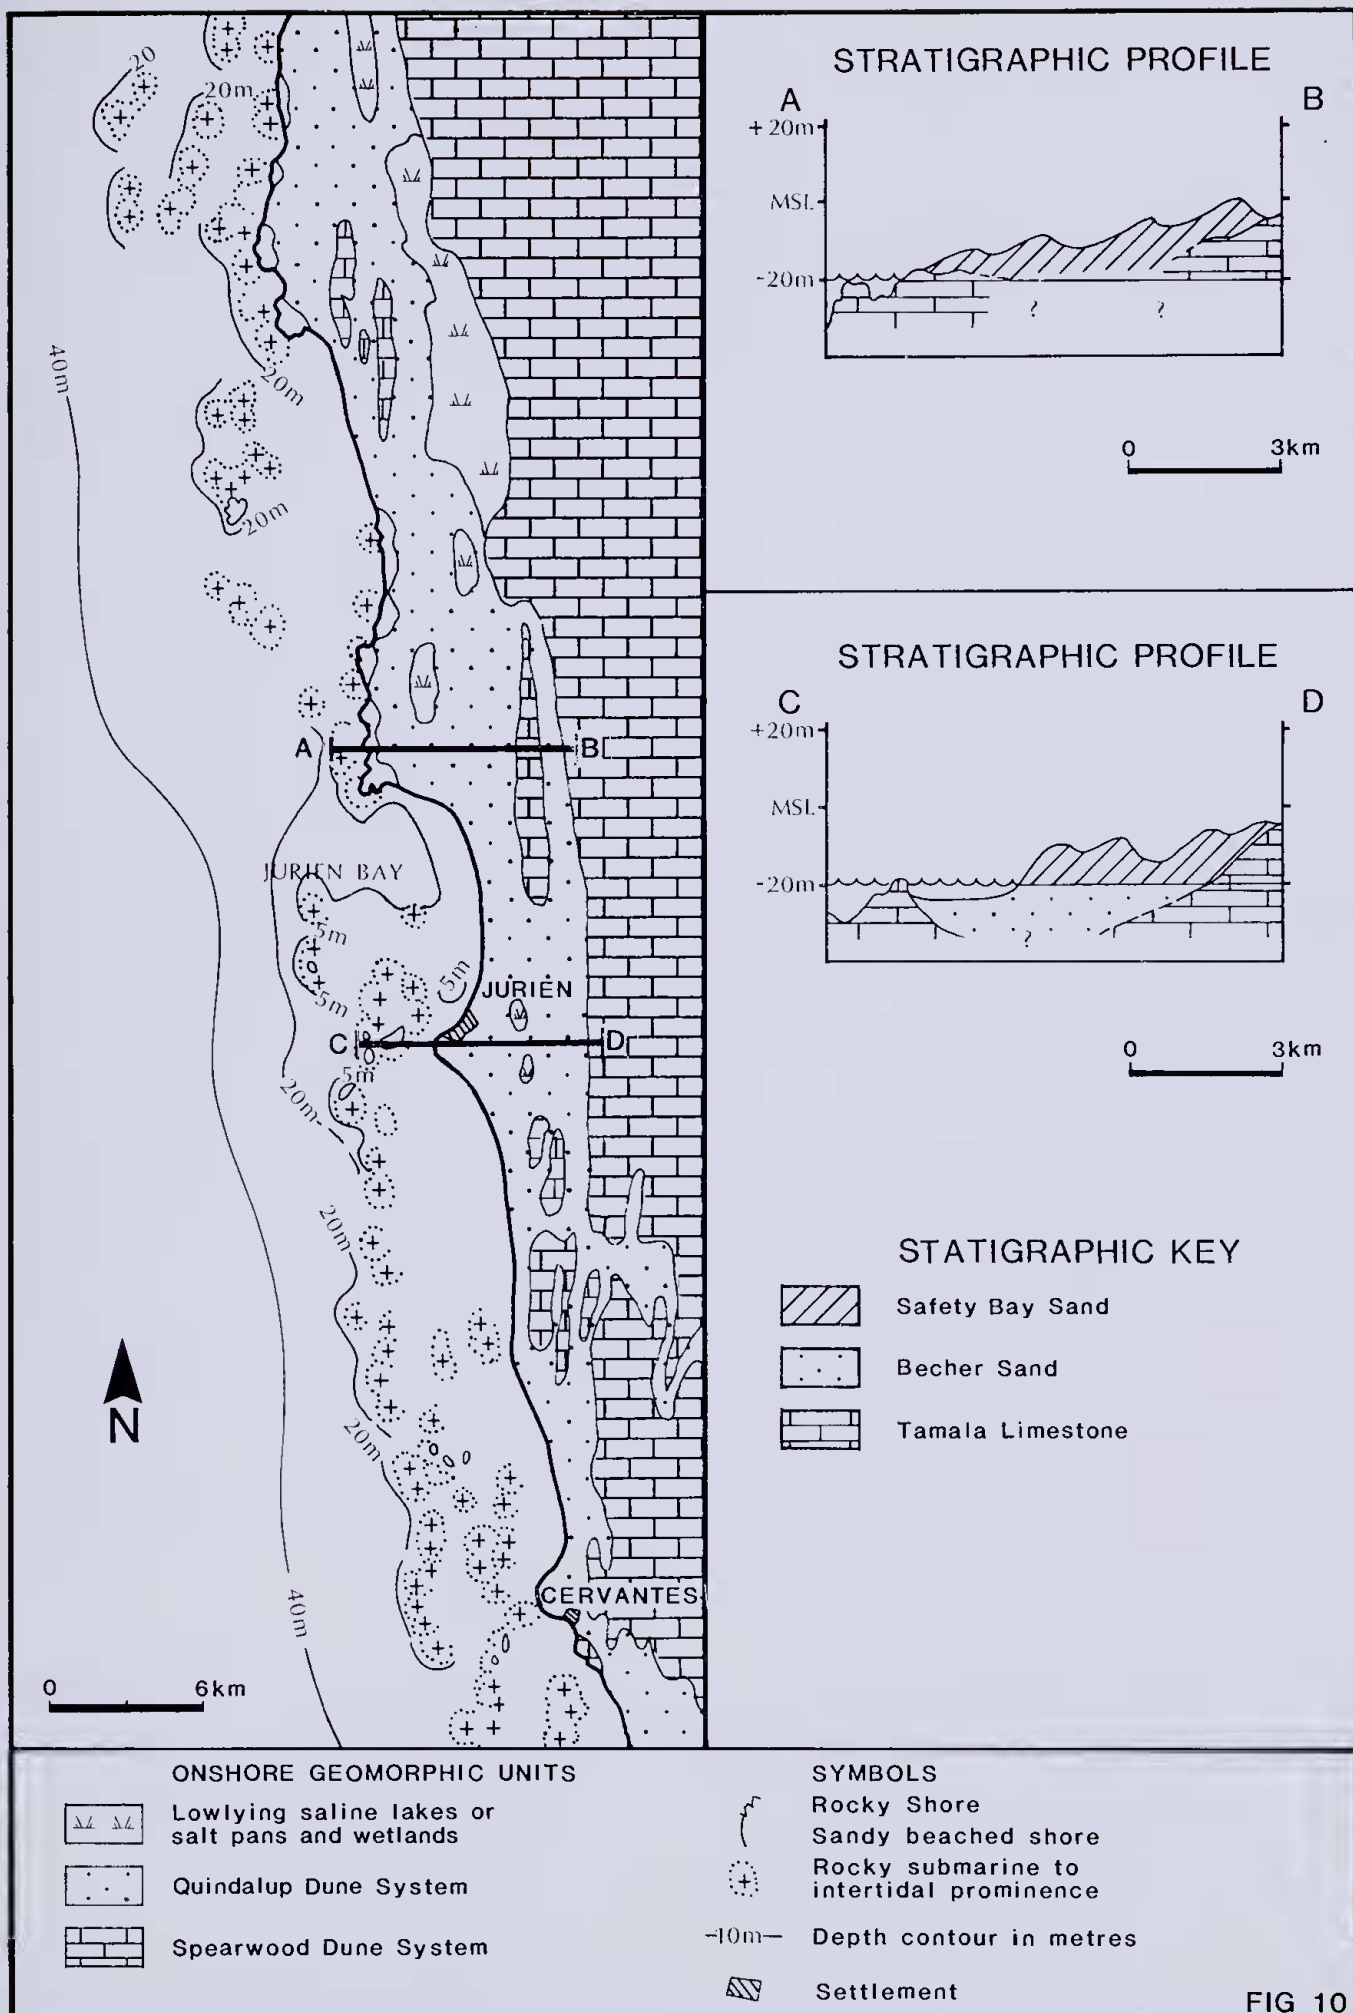 20
20m
40m
20m
20m
A
B
JURIEN BAY
5m
5m
5m
JURIEN
C
D
5m
20m
20m
20m
N
CERVANTES
40m
0 6km
STRATIGRAPHIC PROFILE
A B
+20m
MSL
-20m
? ?
0 3km
STRATIGRAPHIC PROFILE
C D
+20m
MSL
-20m
?
0 3km
STATIGRAPHIC KEY
Safety Bay Sand
Becher Sand
Tamala Limestone
ONSHORE GEOMORPHIC UNITS
Lowlying saline lakes or
salt pans and wetlands
Quindalup Dune System
Spearwood Dune System
SYMBOLS
Rocky Shore
Sandy beached shore
Rocky submarine to
intertidal prominence
-10m- Depth contour in metres
Settlement
FIG 10